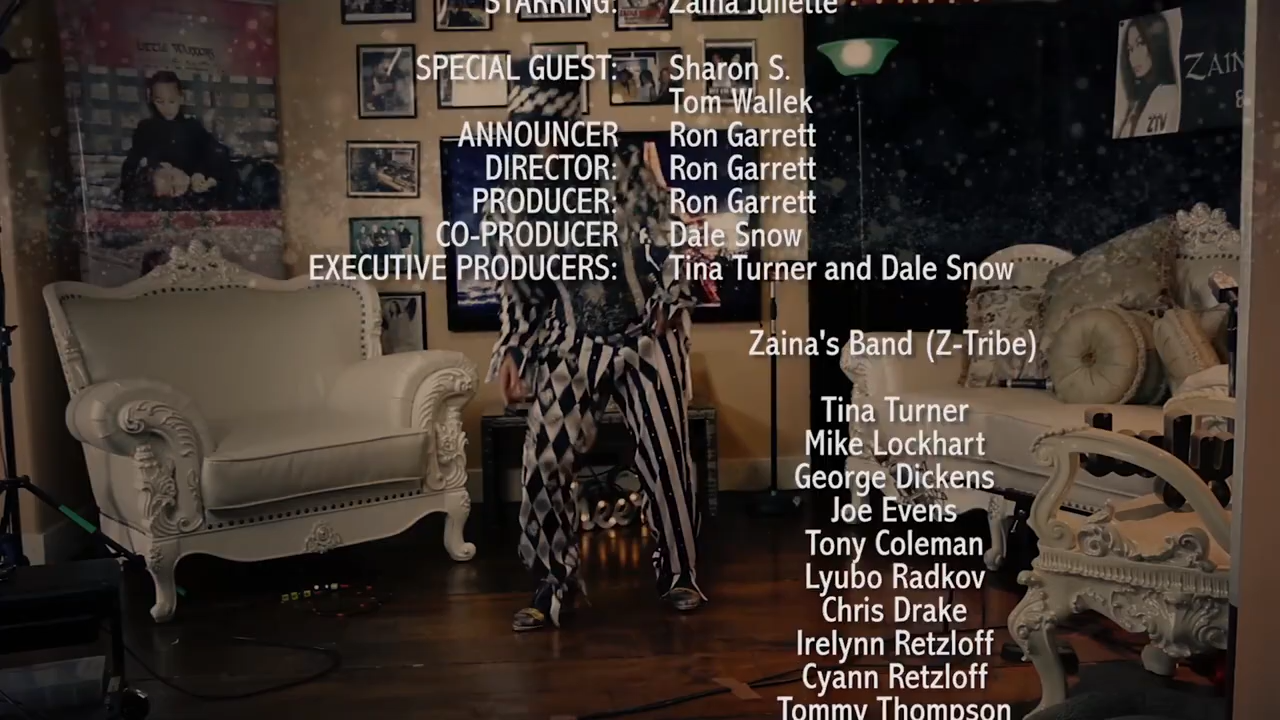 STARRING: Zaina Juliette
SPECIAL GUEST: Sharon S.
Tom Wallek
ANNOUNCER Ron Garrett
DIRECTOR: Ron Garrett
PRODUCER: Ron Garrett
CO-PRODUCER Dale Snow
EXECUTIVE PRODUCERS: Tina Turner and Dale Snow
Zaina's Band (Z-Tribe)
Tina Turner
Mike Lockhart
George Dickens
Joe Evens
Tony Coleman
Lyubo Radkov
Chris Drake
Irelynn Retzloff
Cyann Retzloff
Tommy Thompson
ZAIN
&
ZTV